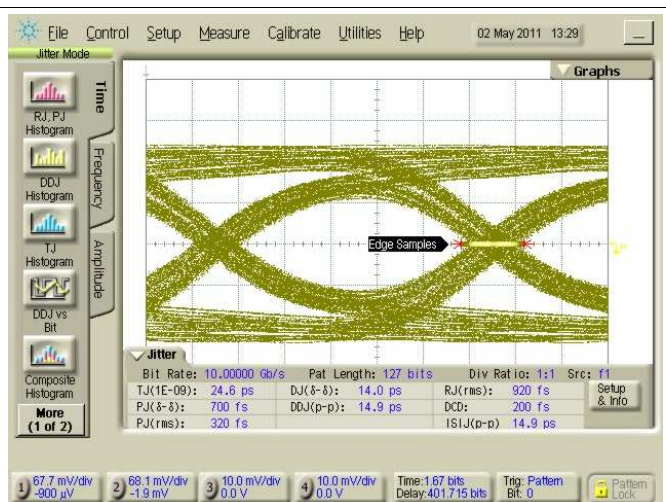 File Control Setup Measure Calibrate Utilities Help 02 May 2011 13:29
Jitter Mode
Graphs
RJ, PJ
Histogram
DDJ
Histogram
TJ
Histogram
DDJ vs
Bit
Composite
Histogram
More
(1 of 2)
Time
Frequency
Amplitude
Edge Samples
Jitter
Bit Rate: 10.00000 Gb/s Pat Length: 127 bits Div Ratio: 1:1 Src: f1
TJ(1E-09): 24.6 ps DJ(δ-δ): 14.0 ps RJ(rms): 920 fs
PJ(δ-δ): 700 fs DDJ(p-p): 14.9 ps DCD: 200 fs
PJ(rms): 320 fs ISIJ(p-p) 14.9 ps
Setup
& Info
1) 67.7 mV/div
-900 µV
2) 68.1 mV/div
-1.9 mV
3) 10.0 mV/div
0.0 V
4) 10.0 mV/div
0.0 V
Time:1.67 bits
Delay:401.715 bits
Trig: Pattern
Bit: 0
Pattern
Lock